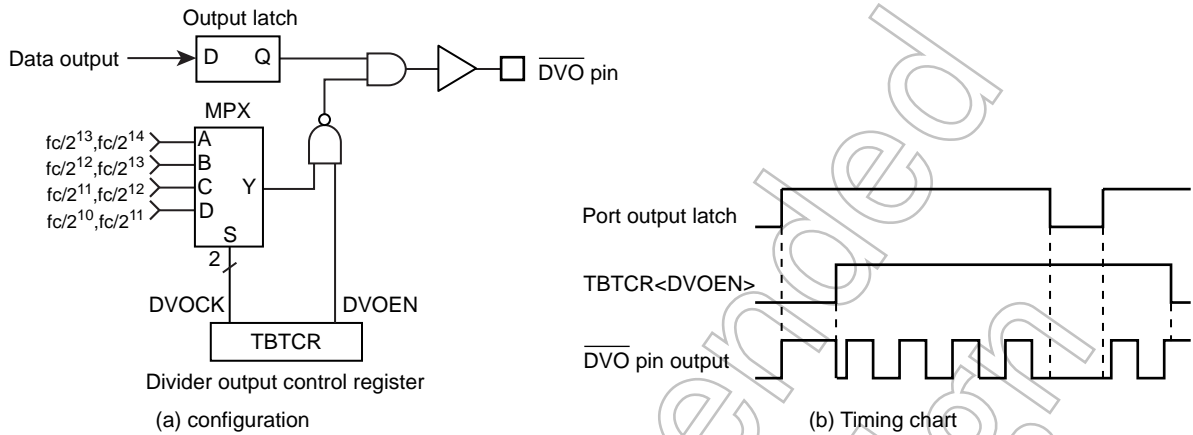 Output latch
Data output
D Q
DVO pin
MPX
fc/2^13,fc/2^14
A
fc/2^12,fc/2^13
B
fc/2^11,fc/2^12
C
Y
fc/2^10,fc/2^11
D
S
2
DVOCK
DVOEN
TBTCR
Divider output control register
(a) configuration
Port output latch
TBTCR<DVOEN>
DVO pin output
(b) Timing chart
ended
gn